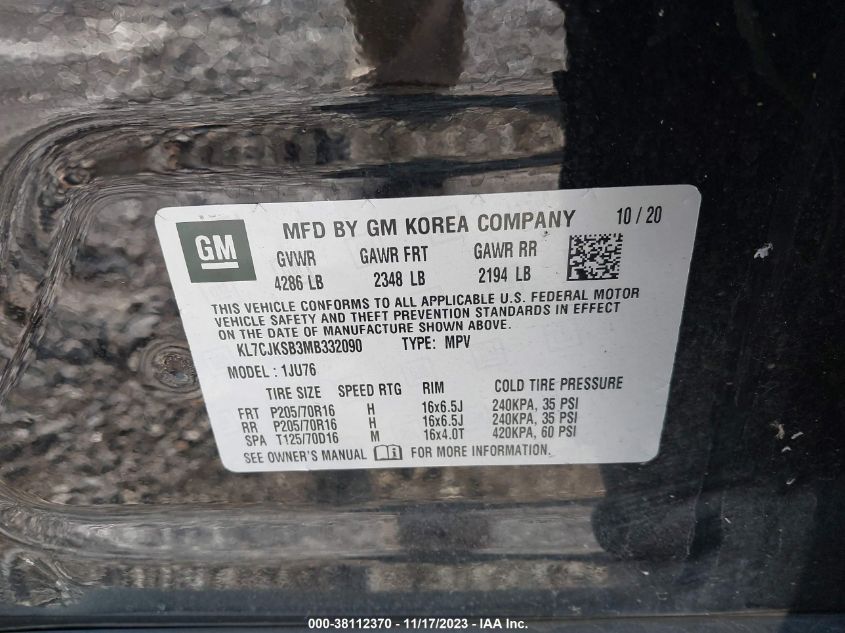 GM
MFD BY GM KOREA COMPANY 10 / 20
GVWR GAWR FRT GAWR RR
4286 LB 2348 LB 2194 LB
THIS VEHICLE CONFORMS TO ALL APPLICABLE U.S. FEDERAL MOTOR
VEHICLE SAFETY AND THEFT PREVENTION STANDARDS IN EFFECT
ON THE DATE OF MANUFACTURE SHOWN ABOVE.
KL7CJKSB3MB332090 TYPE: MPV
MODEL : 1JU76
TIRE SIZE SPEED RTG RIM COLD TIRE PRESSURE
FRT P205/70R16 H 16x6.5J 240KPA, 35 PSI
RR P205/70R16 H 16x6.5J 240KPA, 35 PSI
SPA T125/70D16 M 16x4.0T 420KPA, 60 PSI
SEE OWNER'S MANUAL FOR MORE INFORMATION.
000-38112370 - 11/17/2023 - IAA Inc.